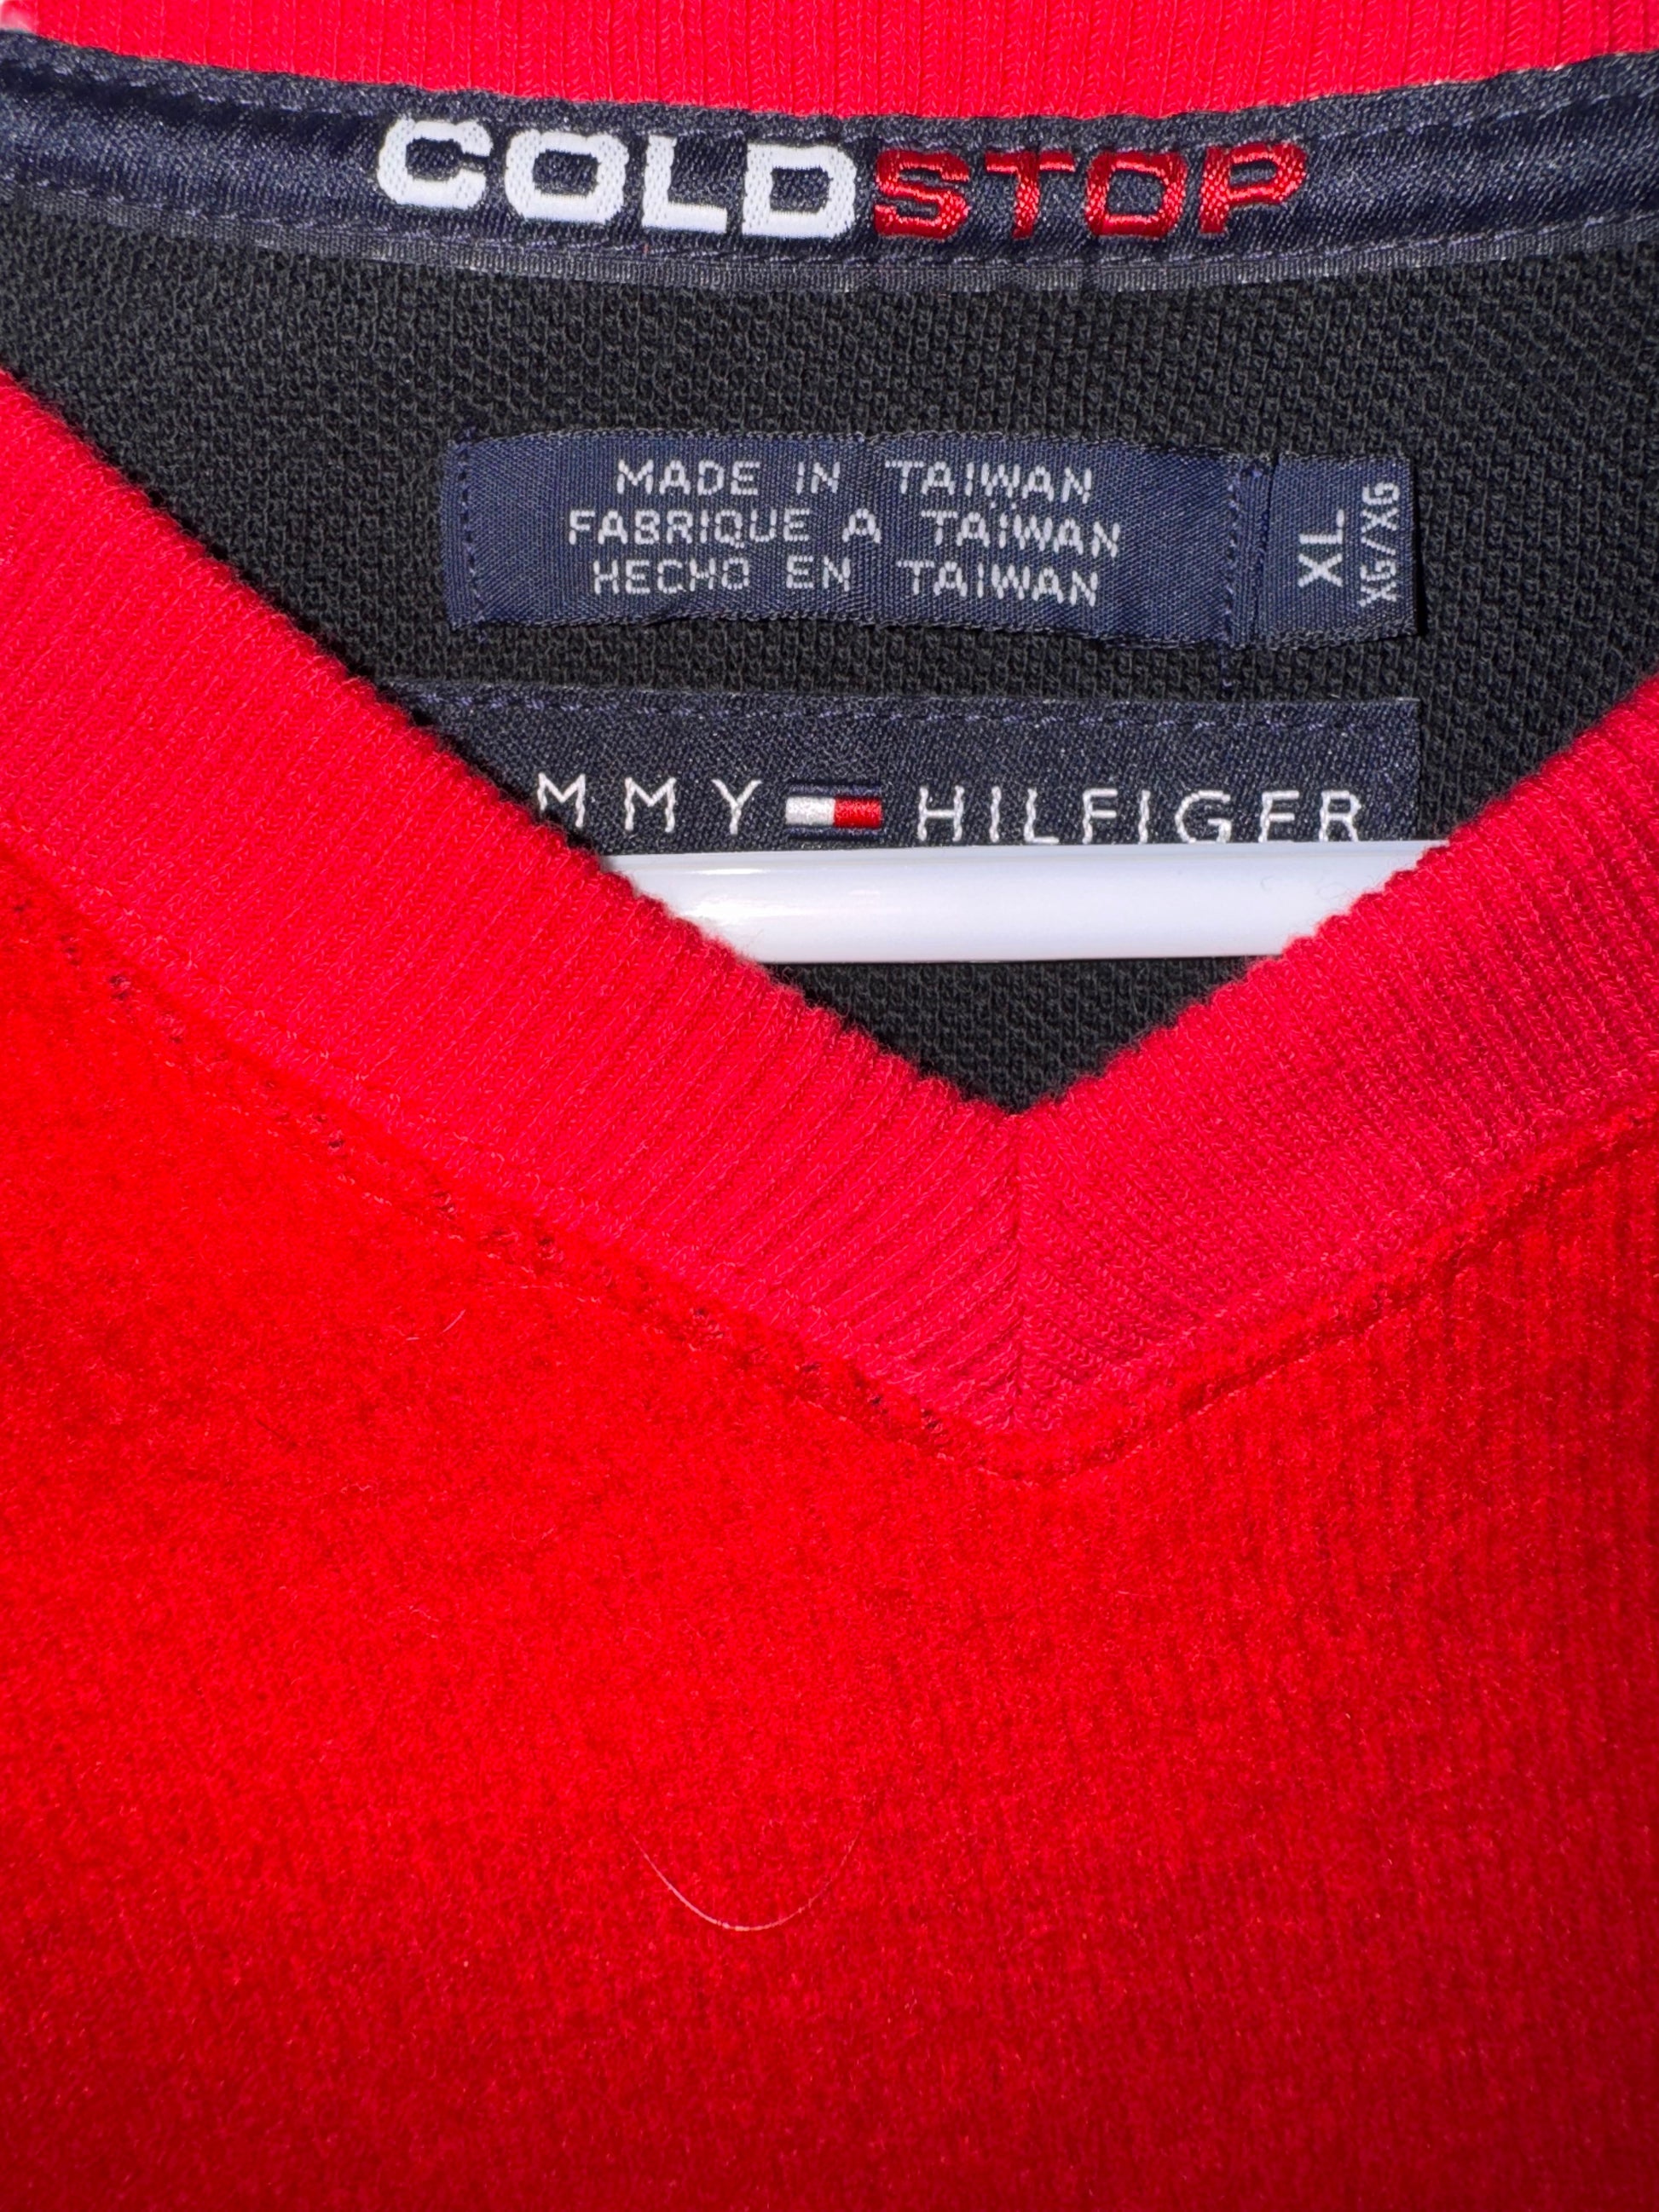 COLDSTOP
MADE IN TAIWAN
FABRIQUE A TAIWAN
HECHO EN TAIWAN
XL
XG/XG
MMY HILFIGER